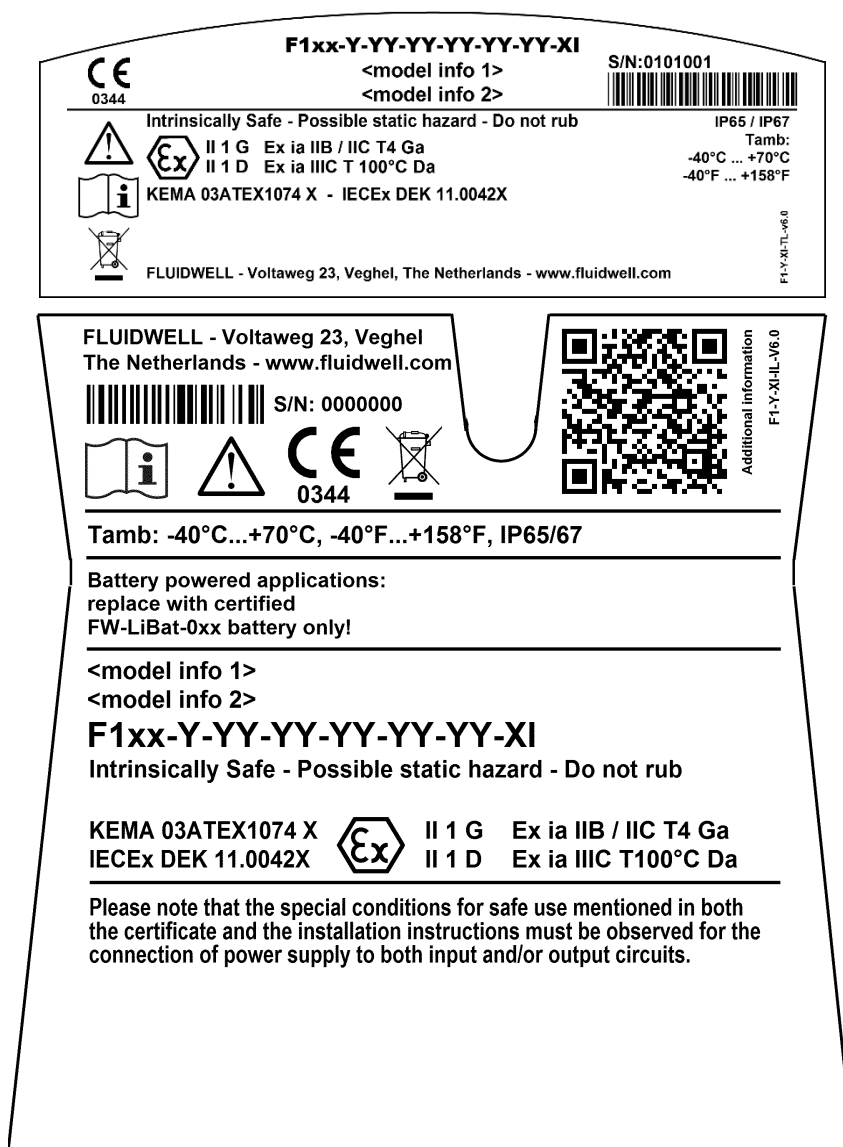 F1xx-Y-YY-YY-YY-YY-YY-XI
<model info 1>
<model info 2>
S/N:0101001
CE
0344
Intrinsically Safe - Possible static hazard - Do not rub
Ex
II 1 G Ex ia IIB / IIC T4 Ga
II 1 D Ex ia IIIC T 100°C Da
KEMA 03ATEX1074 X - IECEx DEK 11.0042X
IP65 / IP67
Tamb:
-40°C ... +70°C
-40°F ... +158°F
F1-Y-XI-TL-v6.0
FLUIDWELL - Voltaweg 23, Veghel, The Netherlands - www.fluidwell.com
FLUIDWELL - Voltaweg 23, Veghel
The Netherlands - www.fluidwell.com
S/N: 0000000
CE
0344
Additional information
F1-Y-XI-IL-V6.0
Tamb: -40°C...+70°C, -40°F...+158°F, IP65/67
Battery powered applications:
replace with certified
FW-LiBat-0xx battery only!
<model info 1>
<model info 2>
F1xx-Y-YY-YY-YY-YY-YY-XI
Intrinsically Safe - Possible static hazard - Do not rub
KEMA 03ATEX1074 X
IECEx DEK 11.0042X
Ex
II 1 G Ex ia IIB / IIC T4 Ga
II 1 D Ex ia IIIC T100°C Da
Please note that the special conditions for safe use mentioned in both
the certificate and the installation instructions must be observed for the
connection of power supply to both input and/or output circuits.